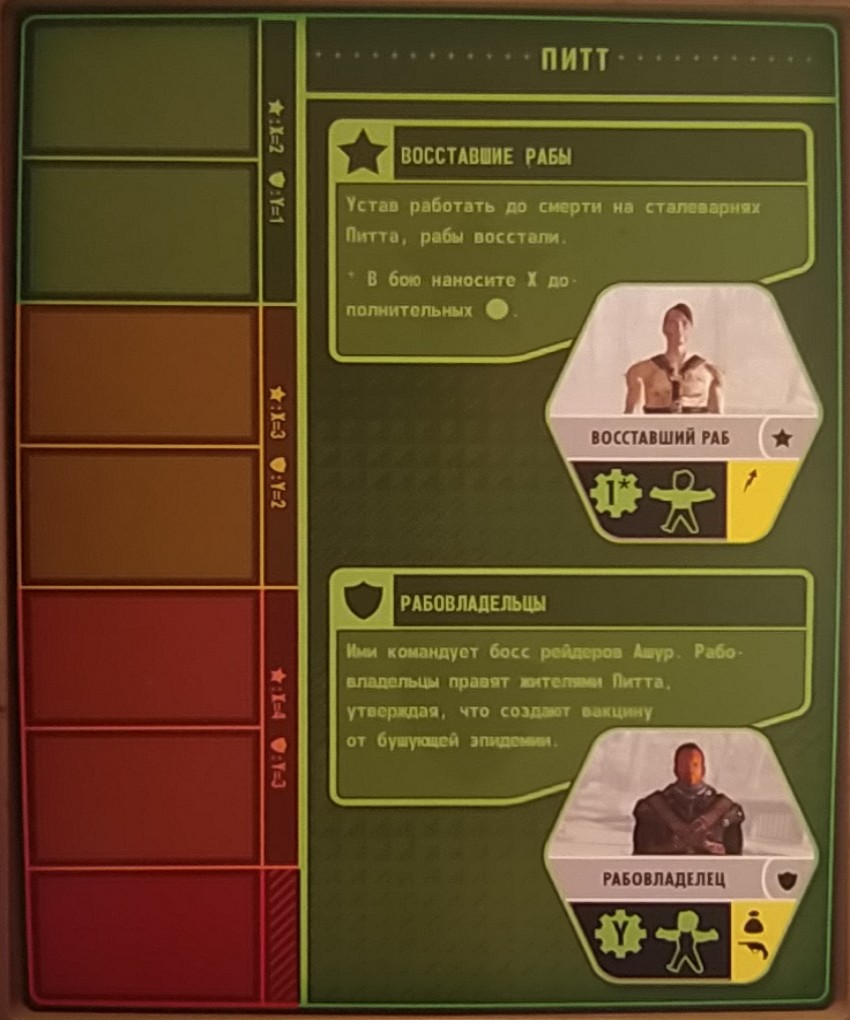 ПИТТ
ВОССТАВШИЕ РАБЫ
Устав работать до смерти на сталеварнях
Питта, рабы восстали.
* В бою наносите X до-
полнительных
ВОССТАВШИЙ РАБ
1*
РАБОВЛАДЕЛЬЦЫ
Ими командует босс рейдеров Ашур. Рабо-
владельцы правят жителями Питта,
утверждая, что создают вакцину
от бушующей эпидемии.
РАБОВЛАДЕЛЕЦ
Y
★:X=2 :Y=1
★:X=3 :Y=2
★:X=4 :Y=3